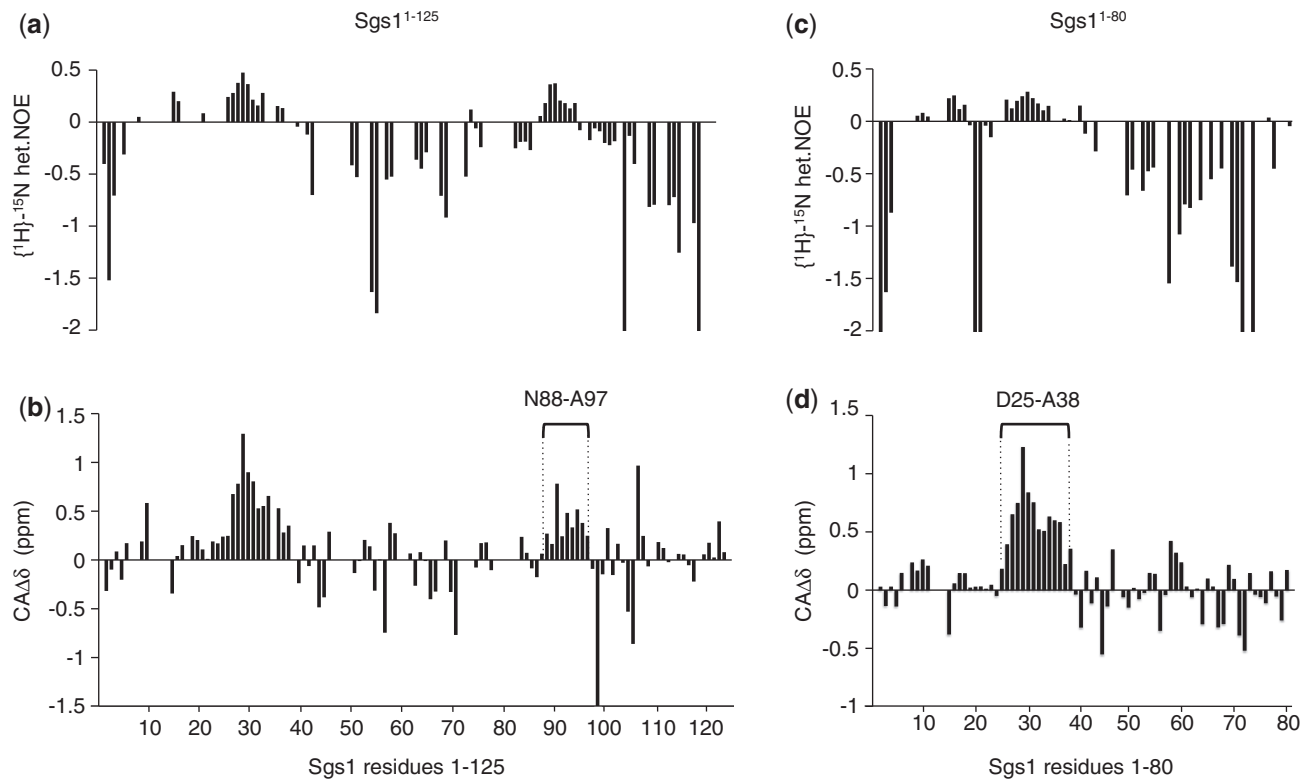 (a)
Sgs1¹⁻¹²⁵
{¹H}-¹⁵N het.NOE
0.5
0
-0.5
-1
-1.5
-2
(c)
Sgs1¹⁻⁸⁰
{¹H}-¹⁵N het.NOE
0.5
0
-0.5
-1
-1.5
-2
(b)
N88-A97
CAΔδ (ppm)
1.5
1
0.5
0
-0.5
-1
-1.5
10 20 30 40 50 60 70 80 90 100 110 120
Sgs1 residues 1-125
(d)
D25-A38
CAΔδ (ppm)
1.5
1
0.5
0
0.5
-1
10 20 30 40 50 60 70 80
Sgs1 residues 1-80